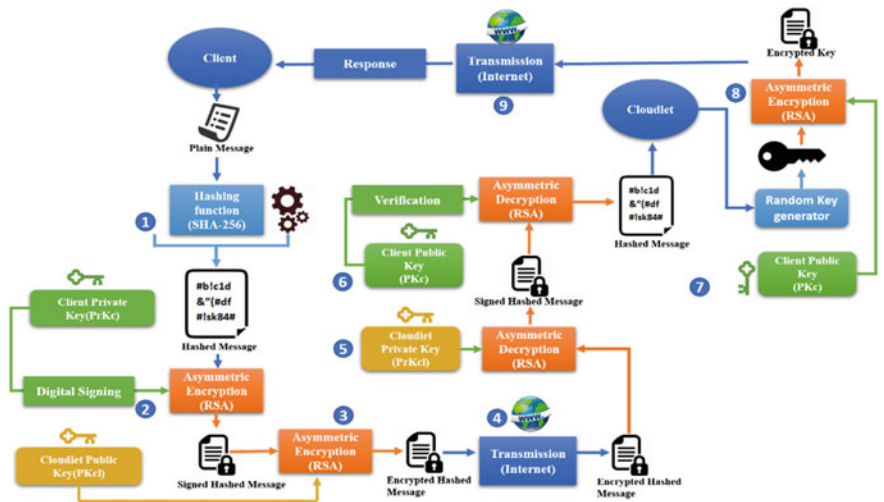 Client
Response
WWW
Transmission
(Internet)
9
Encrypted Key
8
Asymmetric
Encryption
(RSA)
Plain Message
Cloudlet
1
Hashing
function
(SHA-256)
Verification
Asymmetric
Decryption
(RSA)
#b!c1d
&"(#df
#!sk84#
Hashed Message
Random Key
generator
Client Public
Key
(PKc)
6
7
Client Public
Key
(PKc)
Client Private
Key(PrKc)
#b!c1d
&"(#df
#!sk84#
Hashed Message
Signed Hashed Message
5
Cloudlet
Private Key
(PrKcl)
Asymmetric
Decryption
(RSA)
Digital Signing
2
Asymmetric
Encryption
(RSA)
3
4
WWW
Cloudlet Public
Key(PKcl)
Signed Hashed Message
Asymmetric
Encryption
(RSA)
Encrypted Hashed
Message
Transmission
(Internet)
Encrypted Hashed
Message